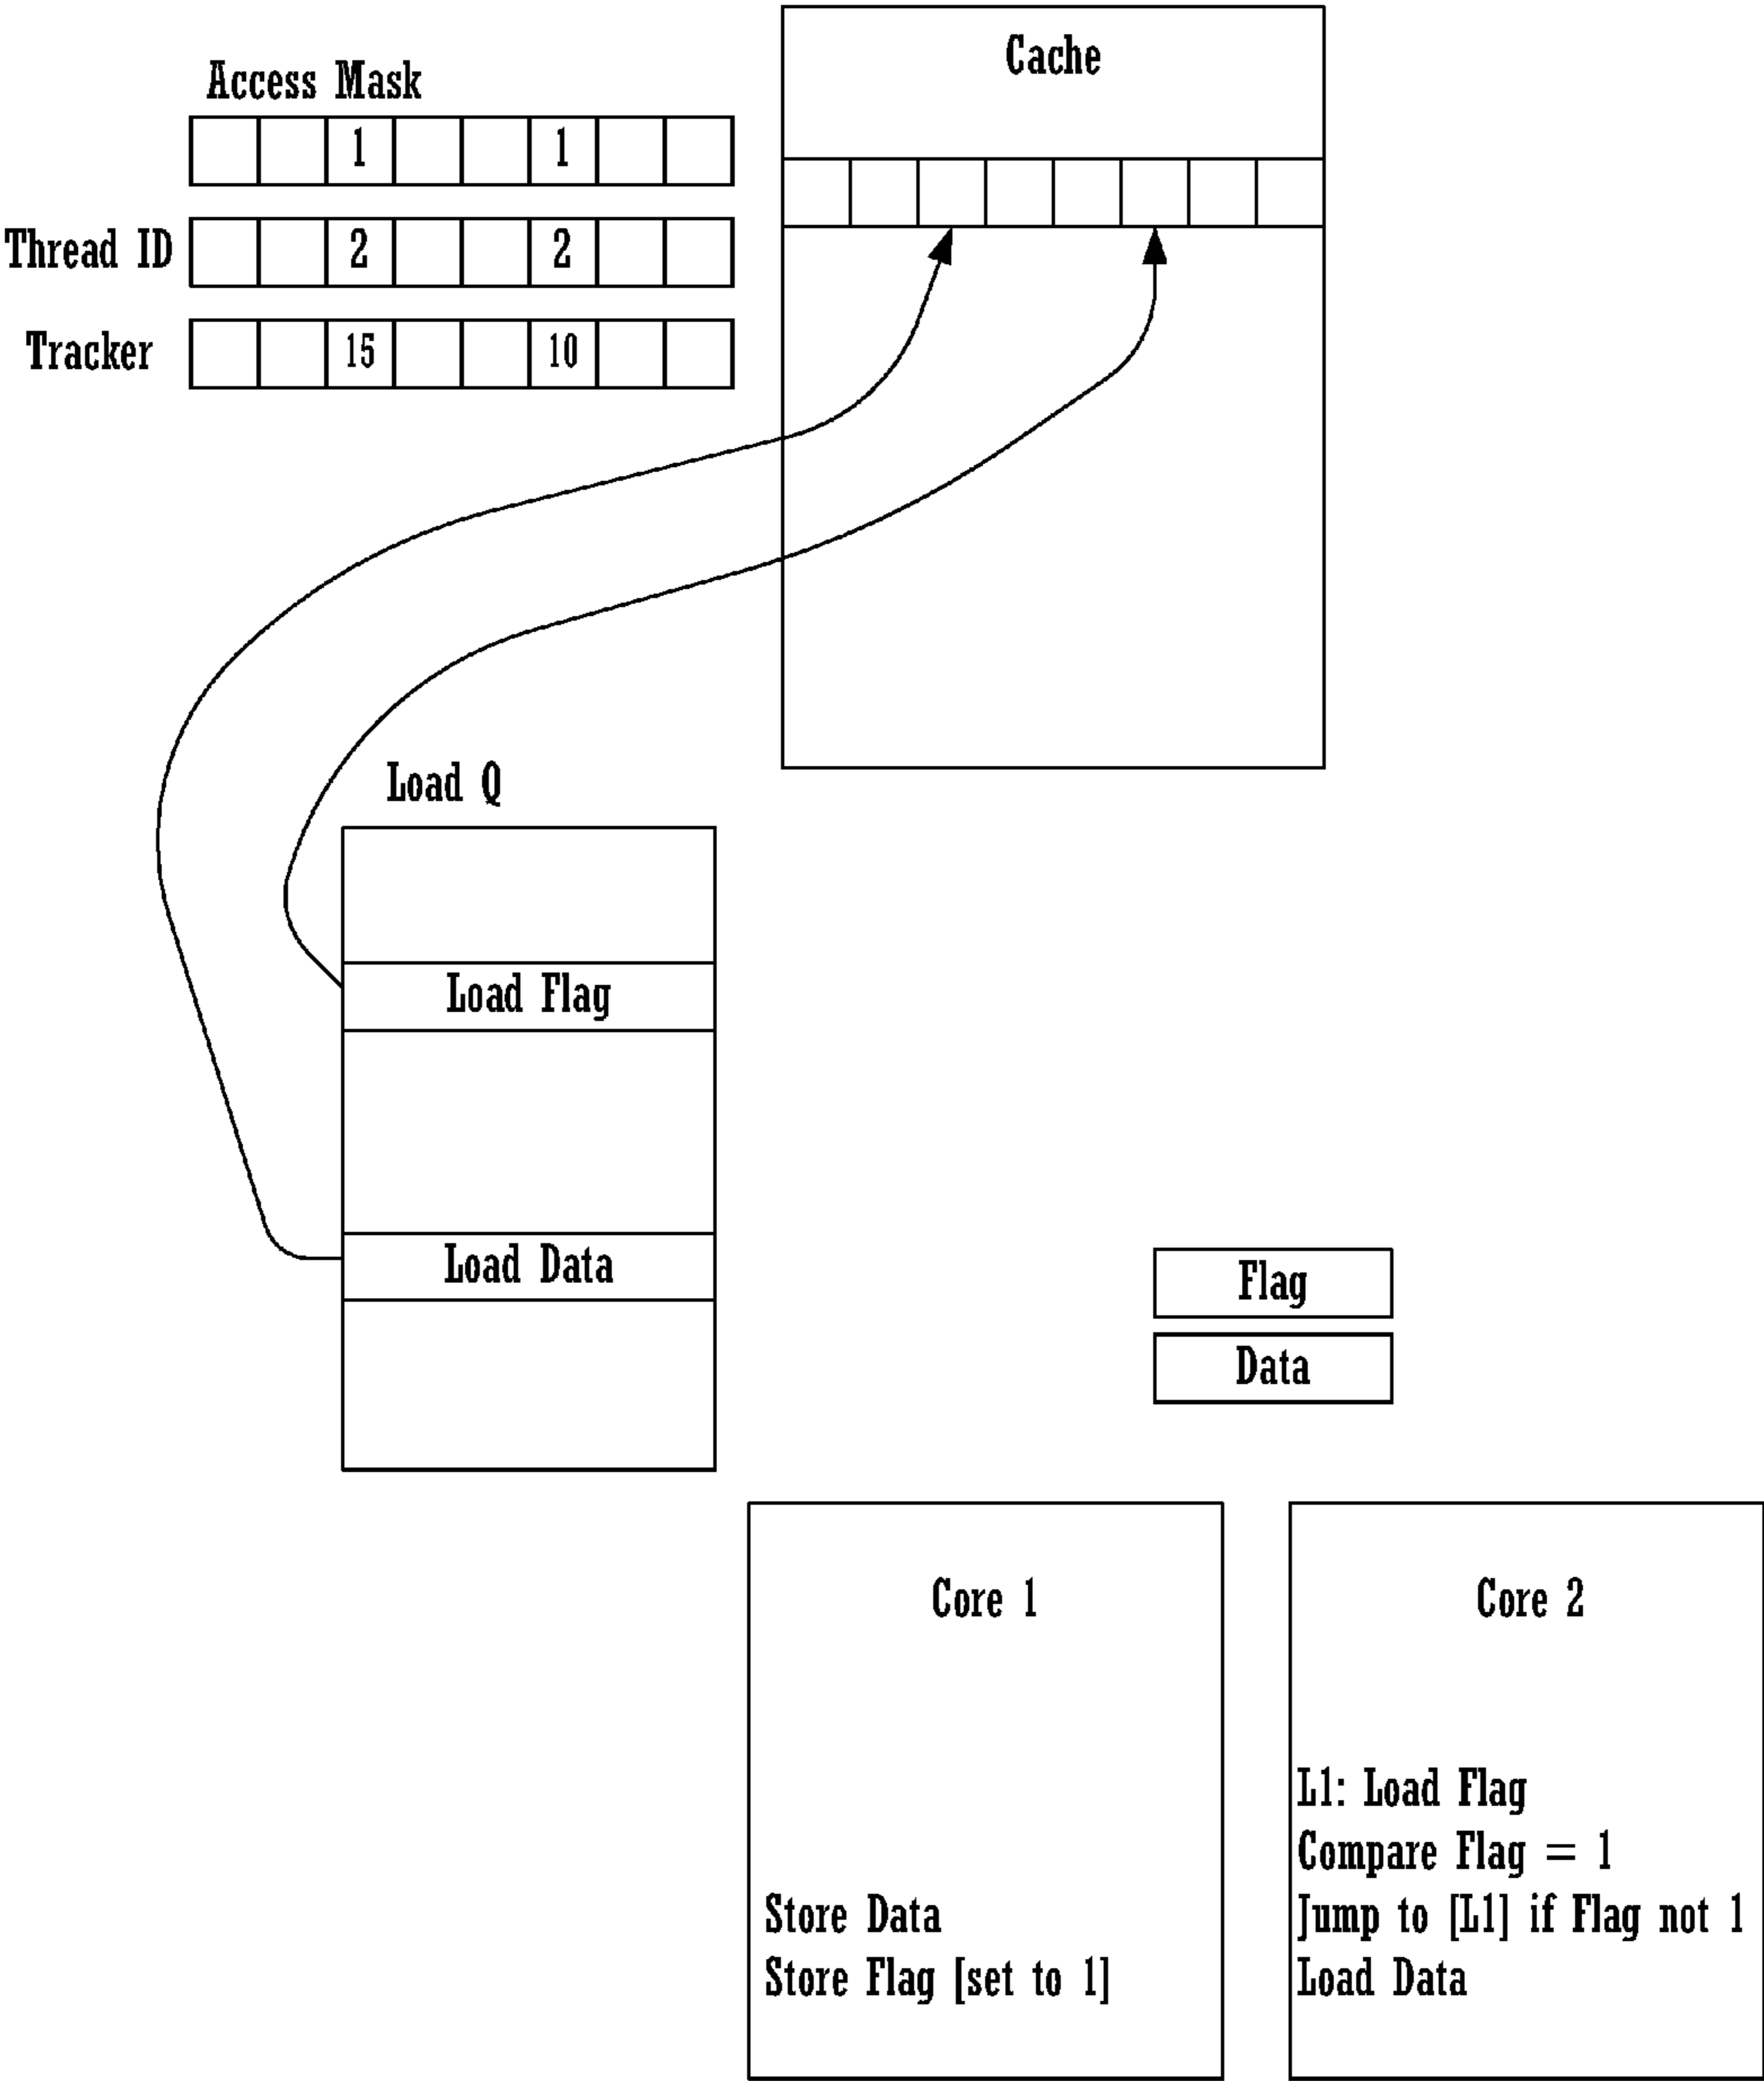 Cache
Access Mask
1 1
Thread ID 2 2
Tracker 15 10
Load Q
Load Flag
Load Data
Flag
Data
Core 1
Store Data
Store Flag [set to 1]
Core 2
L1: Load Flag
Compare Flag = 1
Jump to [L1] if Flag not 1
Load Data